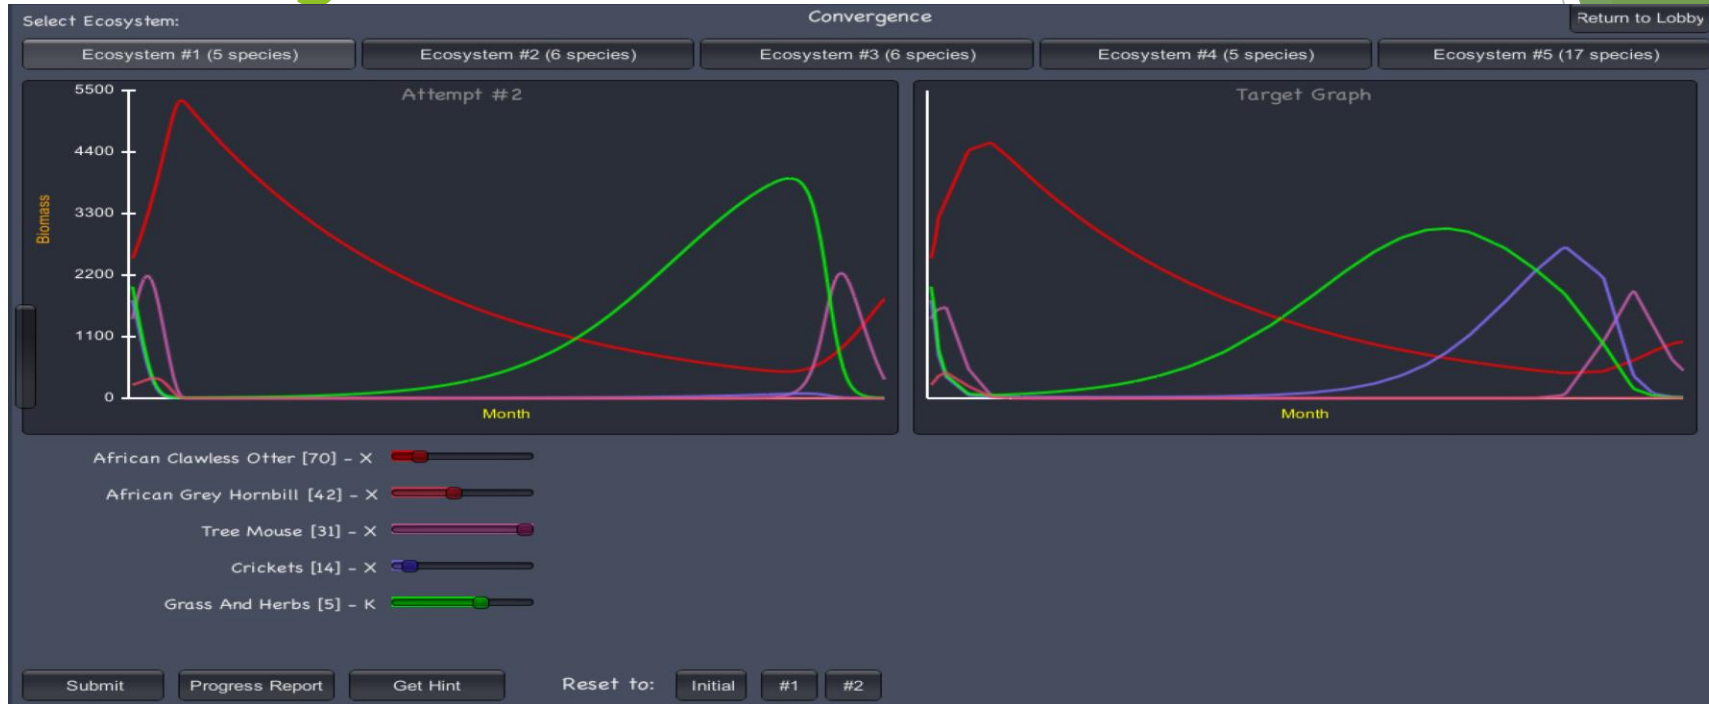 Select Ecosystem:
Convergence
Return to Lobby
Ecosystem #1 (5 species)
Ecosystem #2 (6 species)
Ecosystem #3 (6 species)
Ecosystem #4 (5 species)
Ecosystem #5 (17 species)
Attempt #2
5500
4400
3300
2200
1100
0
Biomass
Month
Target Graph
Month
African Clawless Otter [70] - X
African Grey Hornbill [42] - X
Tree Mouse [31] - X
Crickets [14] - X
Grass And Herbs [5] - K
Submit
Progress Report
Get Hint
Reset to:
Initial
#1
#2